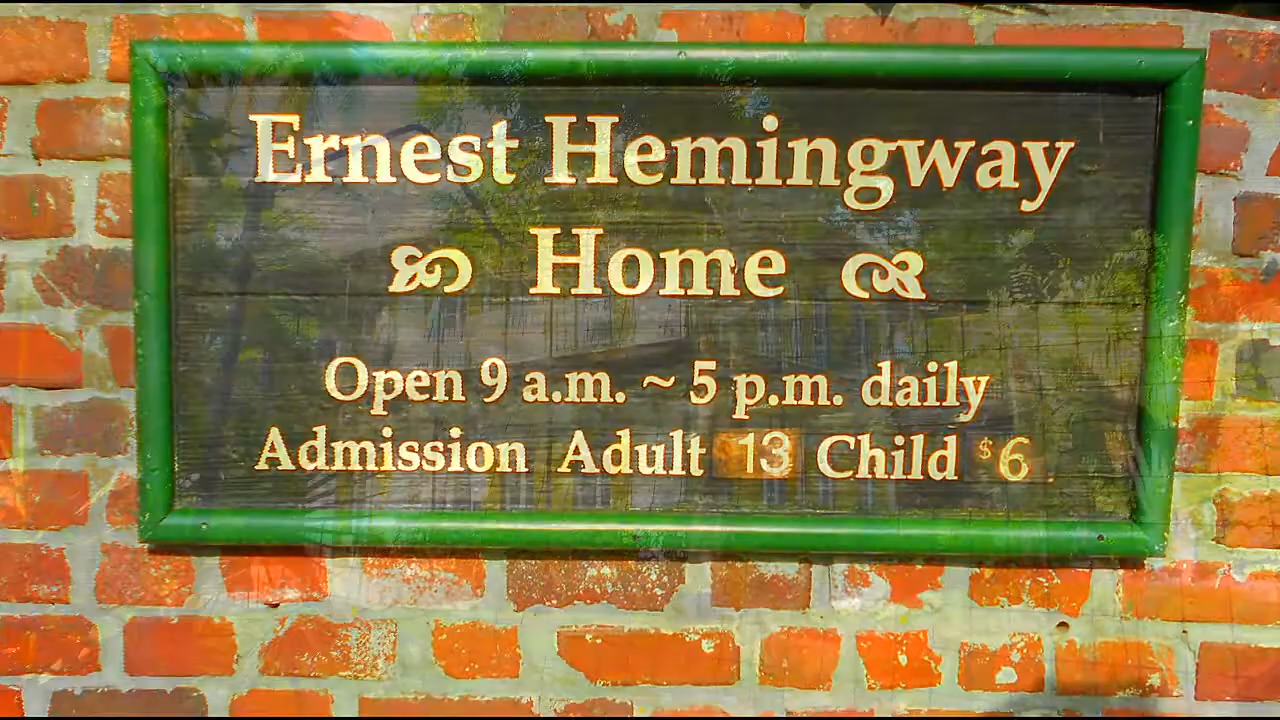 Ernest Hemingway
Home
Open 9 a.m. ~ 5 p.m. daily
Admission Adult 13 Child $6